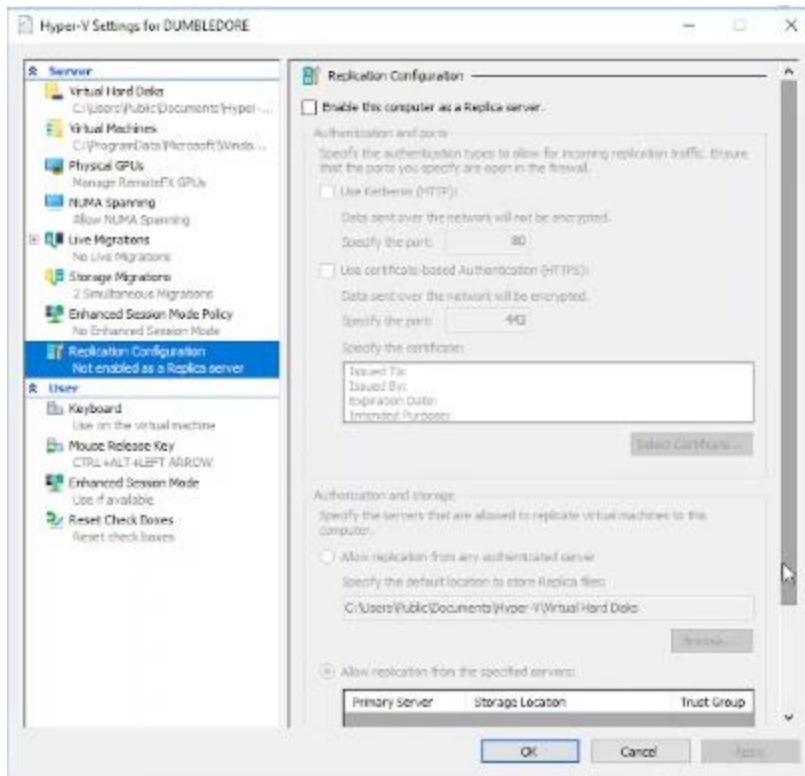 Hyper-V Settings for DUMBLEDORE
Server
Virtual Hard Disks
C:\Users\Public\Documents\Hyper-...
Virtual Machines
C:\ProgramData\Microsoft\Windo...
Physical GPUs
Manage RemoteFX GPUs
NUMA Spanning
Allow NUMA Spanning
Live Migrations
No Live Migrations
Storage Migrations
2 Simultaneous Migrations
Enhanced Session Mode Policy
No Enhanced Session Mode
Replication Configuration
Not enabled as a Replica server
User
Keyboard
Use on the virtual machine
Mouse Release Key
CTRL+ALT+LEFT ARROW
Enhanced Session Mode
Use if available
Reset Check Boxes
Reset check boxes
Replication Configuration
Enable this computer as a Replica server.
Authentication and ports
Specify the authentication types to allow for incoming replication traffic. Ensure
that the ports you specify are open in the firewall.
Use Kerberos (HTTP):
Data sent over the network will not be encrypted.
Specify the port: 80
Use certificate-based Authentication (HTTPS):
Data sent over the network will be encrypted.
Specify the port: 443
Specify the certificate:
Issued To:
Issued By:
Expiration Date:
Intended Purpose:
Select Certificate...
Authorization and storage
Specify the servers that are allowed to replicate virtual machines to this
computer.
Allow replication from any authenticated server
Specify the default location to store Replica files:
C:\Users\Public\Documents\Hyper-V\Virtual Hard Disks
Browse...
Allow replication from the specified servers:
Primary Server Storage Location Trust Group
OK Cancel Apply